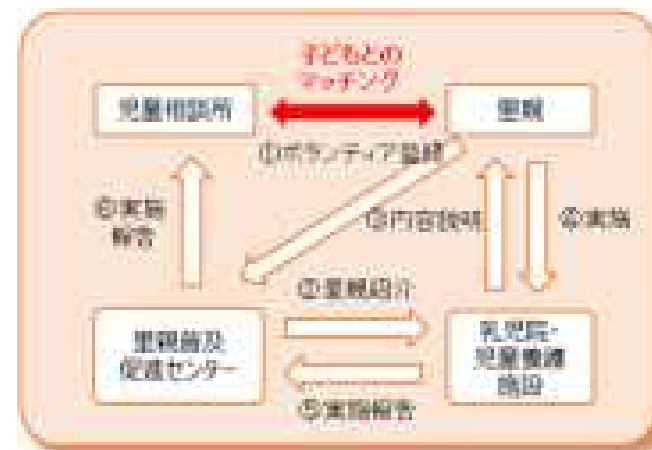 子どもとの
マッチング
児童相談所
里親
①ボランティア登録
⑥実施
報告
③内容説明
④実施
②里親紹介
里親普及
促進センター
乳児院・
児童養護
施設
⑤実施報告